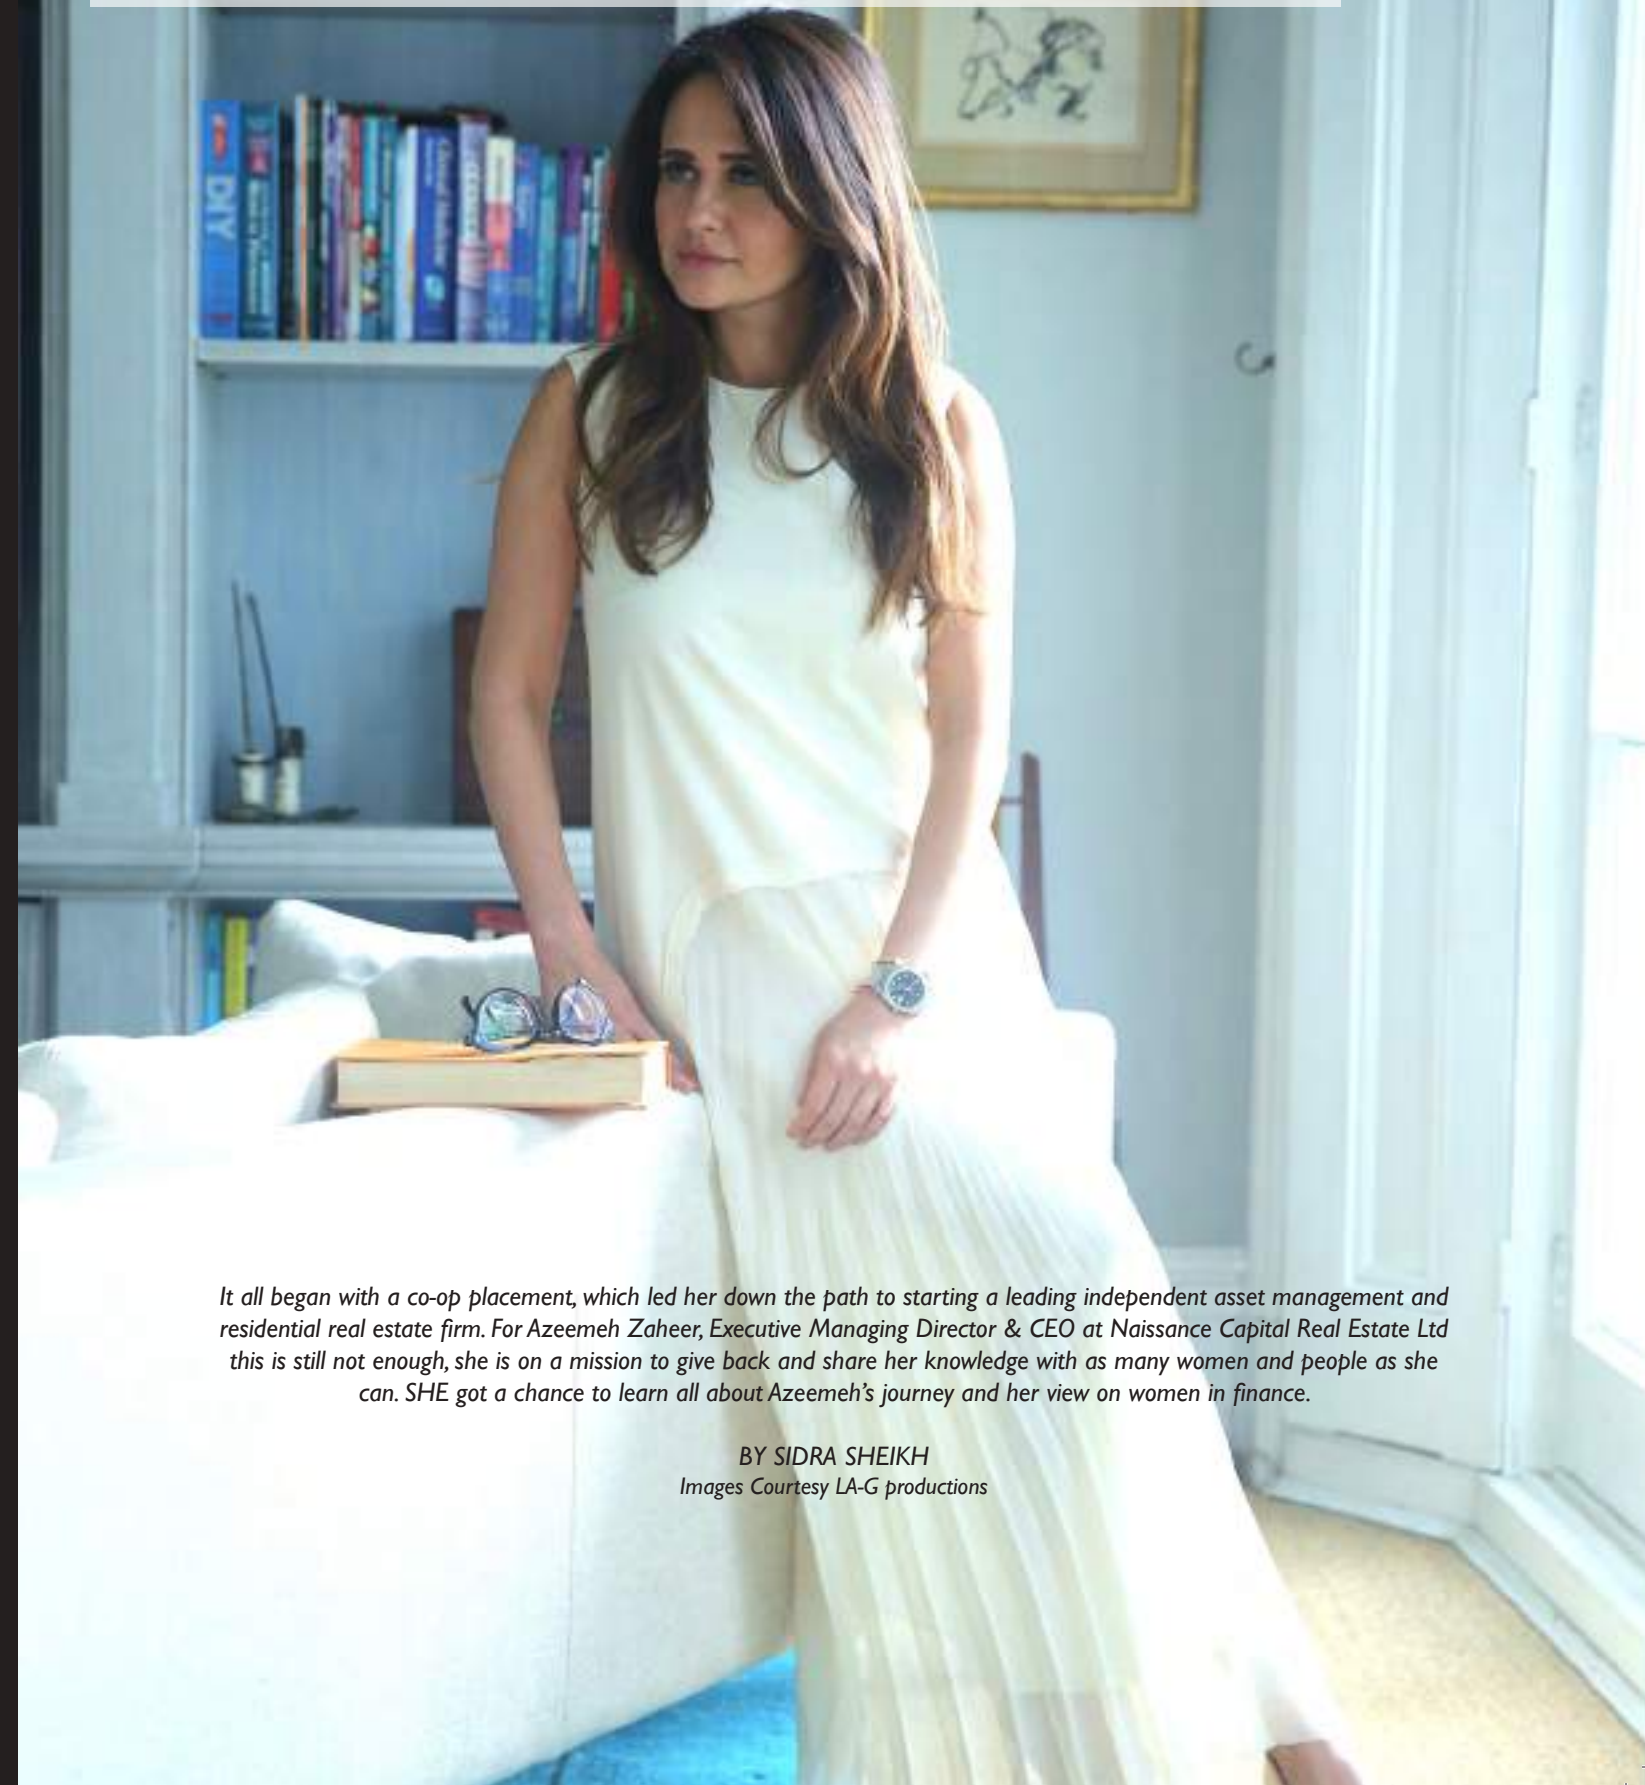 DIY
It all began with a co-op placement, which led her down the path to starting a leading independent asset management and
residential real estate firm. For Azeemeh Zaheer, Executive Managing Director & CEO at Naissance Capital Real Estate Ltd
this is still not enough, she is on a mission to give back and share her knowledge with as many women and people as she
can. SHE got a chance to learn all about Azeemeh’s journey and her view on women in finance.
BY SIDRA SHEIKH
Images Courtesy LA-G productions